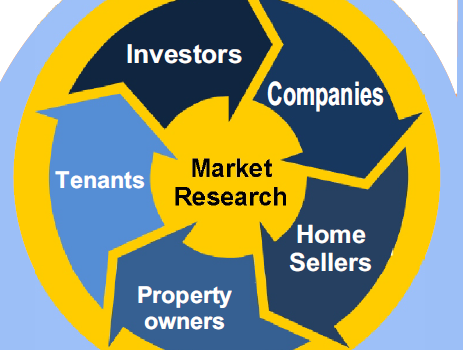 Investors
Companies
Market
Research
Tenants
Home
Sellers
Property
owners